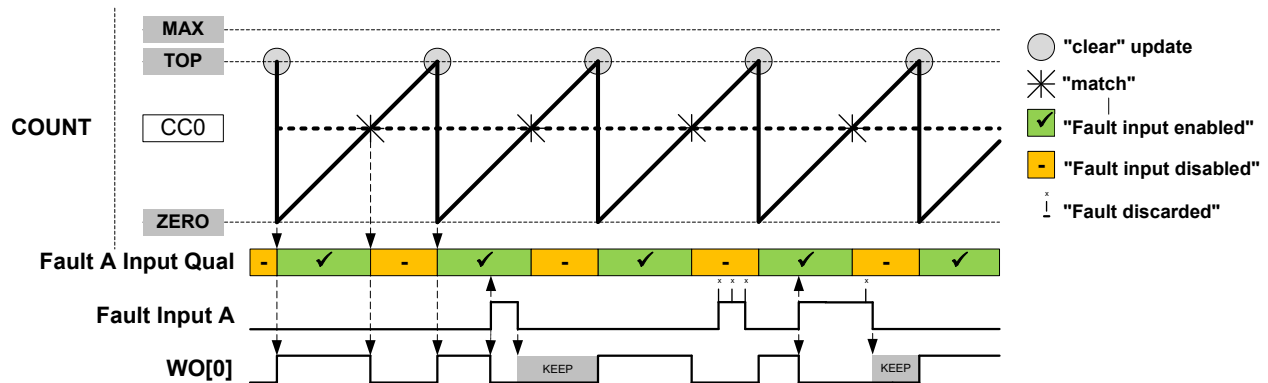 MAX
TOP
COUNT
CC0
ZERO
"clear" update
"match"
✔ "Fault input enabled"
- "Fault input disabled"
x "Fault discarded"
Fault A Input Qual
- ✔ - ✔ - ✔ - ✔ - ✔
x x x x
Fault Input A
WO[0]
KEEP
KEEP